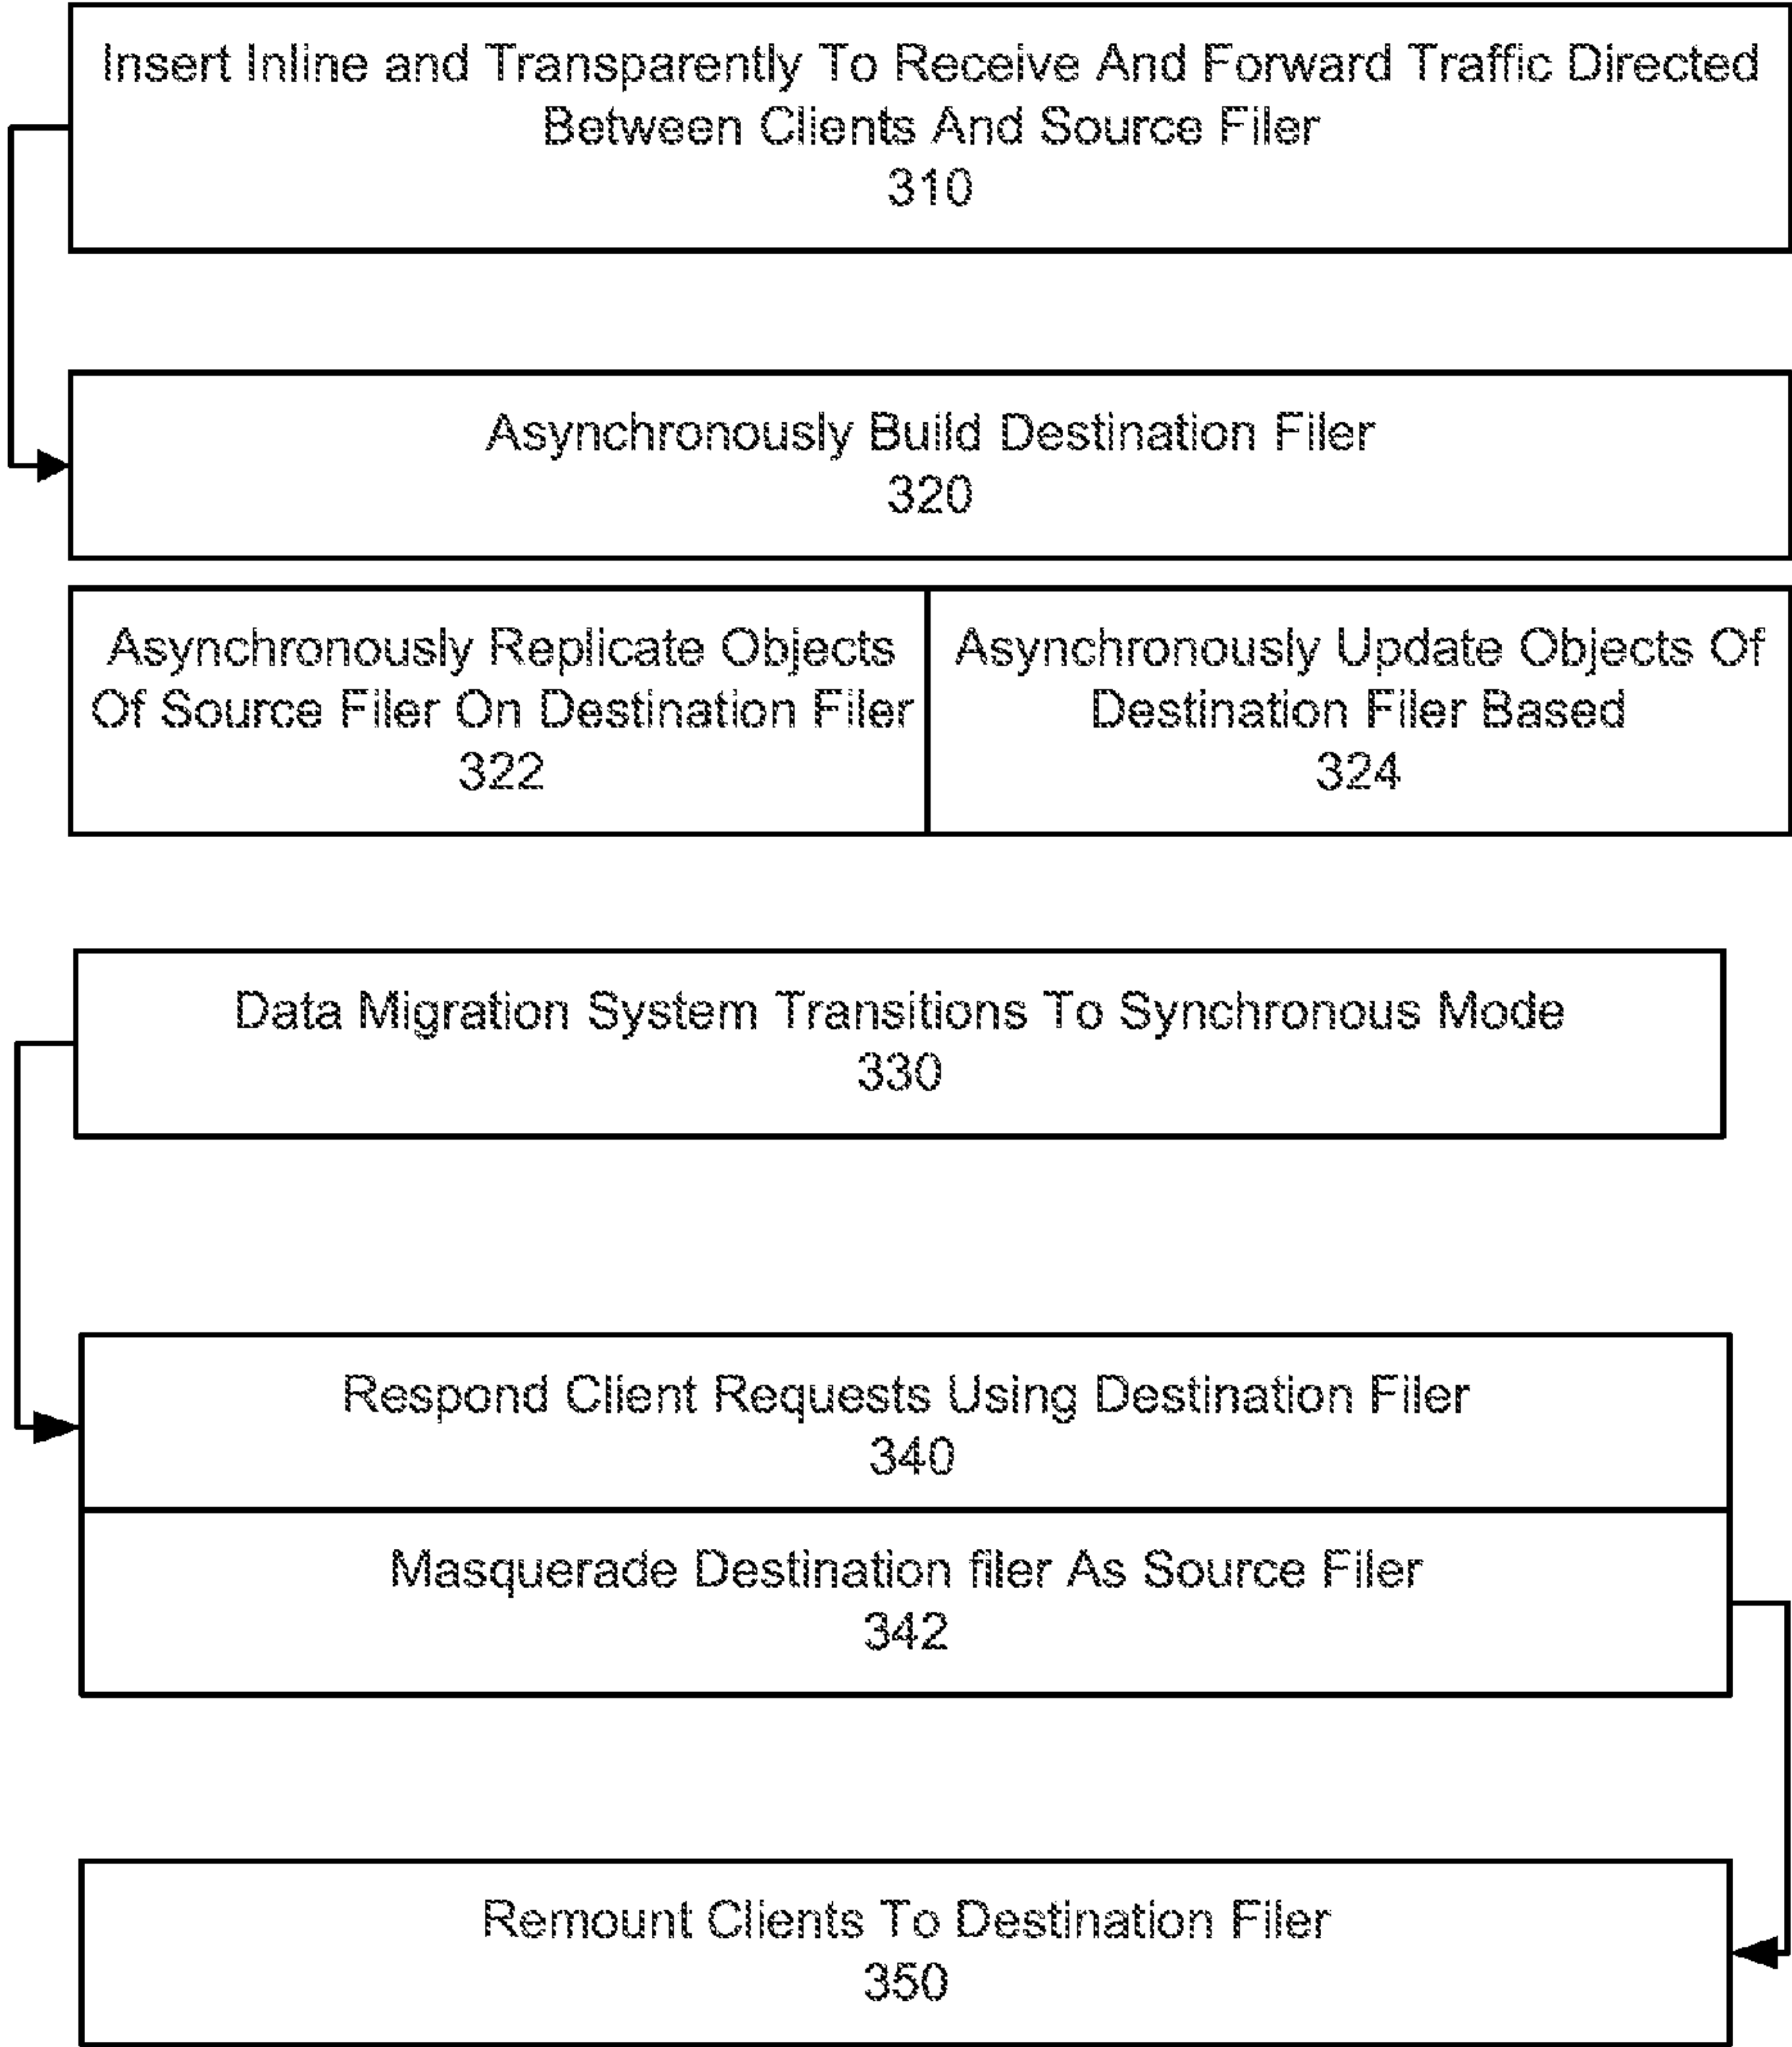 Insert Inline and Transparently To Receive And Forward Traffic Directed
Between Clients And Source Filer
310
Asynchronously Build Destination Filer
320
Asynchronously Replicate Objects
Of Source Filer On Destination Filer
322
Asynchronously Update Objects Of
Destination Filer Based
324
Data Migration System Transitions To Synchronous Mode
330
Respond Client Requests Using Destination Filer
340
Masquerade Destination filer As Source Filer
342
Remount Clients To Destination Filer
350